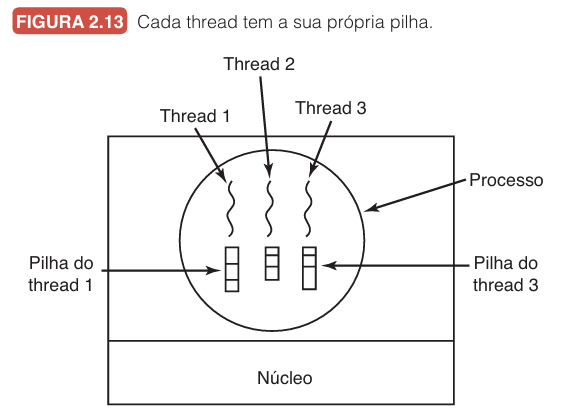 FIGURA 2.13 Cada thread tem a sua própria pilha.
Thread 2
Thread 1
Thread 3
Processo
Pilha do
thread 1
Pilha do
thread 3
Núcleo